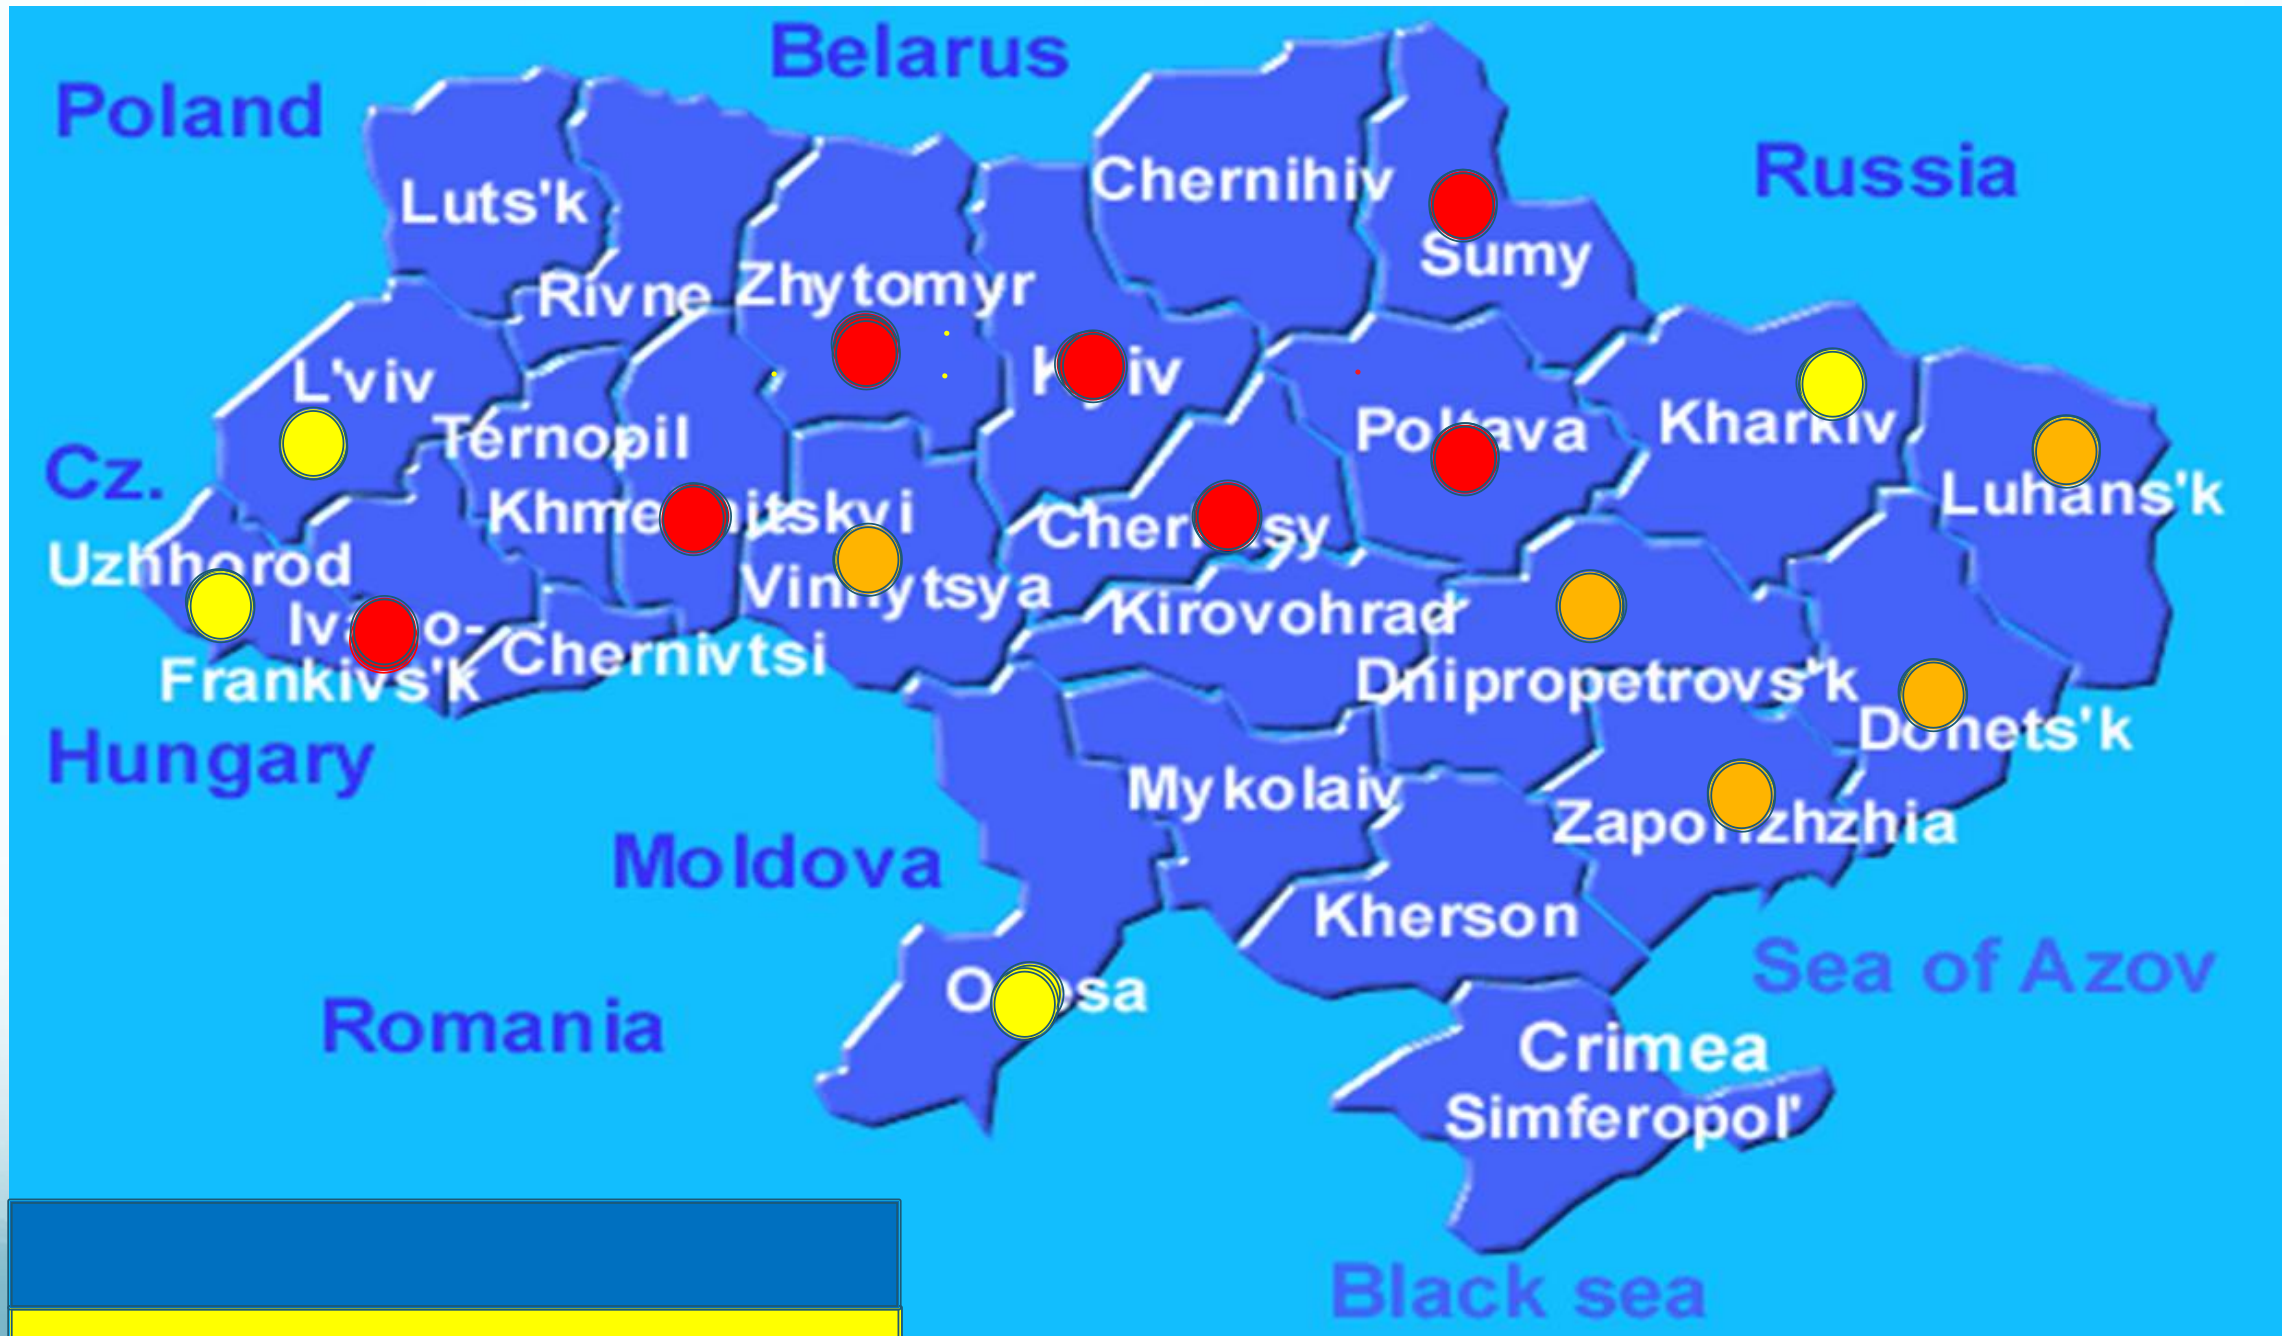 Belarus
Poland
Russia
Chernihiv
Luts'k
Sumy
Rivne
Zhytomyr
L'viv
Ternopil
Poltava
Kharkiv
Cz.
Luhans'k
Uzhhorod
Vinnytsya
Kirovohrad
Frankivs'k
Chernivtsi
Dnipropetrovs'k
Donets'k
Hungary
Mykolaiv
Zaporizhzhia
Moldova
Kherson
Sea of Azov
Romania
Crimea
Simferopol'
Black sea